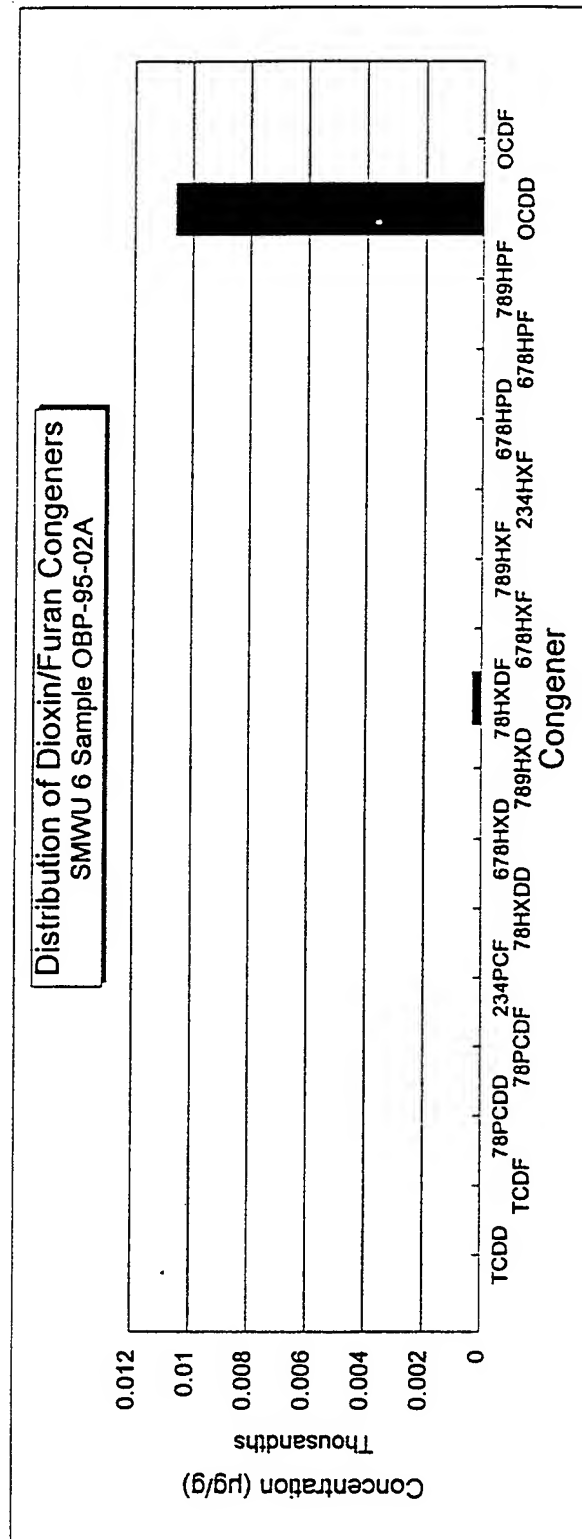 Distribution of Dioxin/Furan Congeners
SMWU 6 Sample OBP-95-02A
Concentration (µg/g)
Thousandths
0.012
0.01
0.008
0.006
0.004
0.002
0
TCDD
TCDF
78PCDD
78PCDF
234PCF
78HXDD
678HXD
789HXD
78HXDF
678HXF
789HXF
234HXF
678HPD
678HPF
789HPF
OCDD
OCDF
Congener